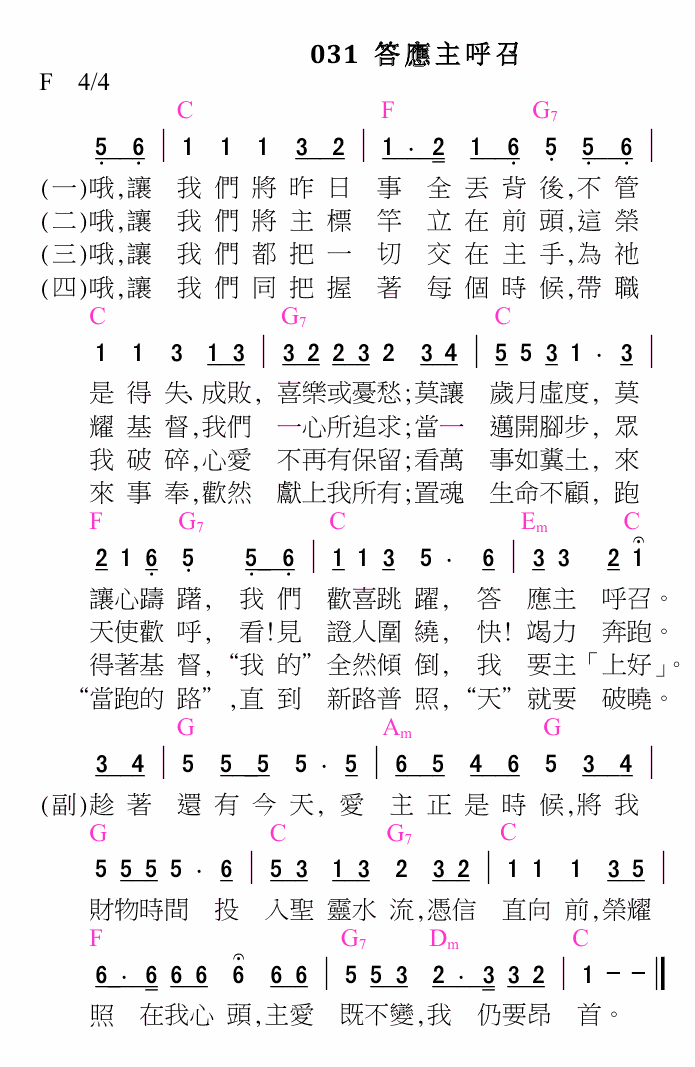 031 答應主呼召
F 4/4
C F G7
5 6 | 1 1 1 3 2 | 1 · 2 1 6 5 5 6 |
(一)哦,讓 我們將昨日 事 全丟背後,不管
(二)哦,讓 我們將主標 竿 立在前頭,這榮
(三)哦,讓 我們都把一 切 交在主手,為祂
(四)哦,讓 我們同把握 著 每個時候,帶職
C G7 C
1 1 3 1 3 | 3 2 2 3 2 3 4 | 5 5 3 1 · 3 |
是得失、成敗, 喜樂或憂愁;莫讓 歲月虛度, 莫
耀基督,我們 一心所追求;當一 邁開腳步, 眾
我破碎,心愛 不再有保留;看萬 事如糞土, 來
來事奉,歡然 獻上我所有;置魂 生命不顧, 跑
F G7 C Em C
2 1 6 5 5 6 | 1 1 3 5 · 6 | 3 3 2 1
讓心躊躇, 我們 歡喜跳躍, 答 應主 呼召。
天使歡呼, 看!見 證人圍繞, 快! 竭力 奔跑。
得著基督, “我的” 全然傾倒, 我 要主「上好」。
“當跑的路” ,直到 新路普照, “天” 就要 破曉。
G Am G
3 4 | 5 5 5 5 · 5 | 6 5 4 6 5 3 4 |
(副)趁著 還有今天, 愛 主正是時候,將我
G C G7 C
5 5 5 5 · 6 | 5 3 1 3 2 3 2 | 1 1 1 3 5 |
財物時間 投 入聖靈水流,憑信 直向前,榮耀
F G7 Dm C
6 · 6 6 6 6 6 6 | 5 5 3 2 · 3 3 2 | 1 - - ||
照 在我心頭,主愛 既不變,我 仍要昂 首。